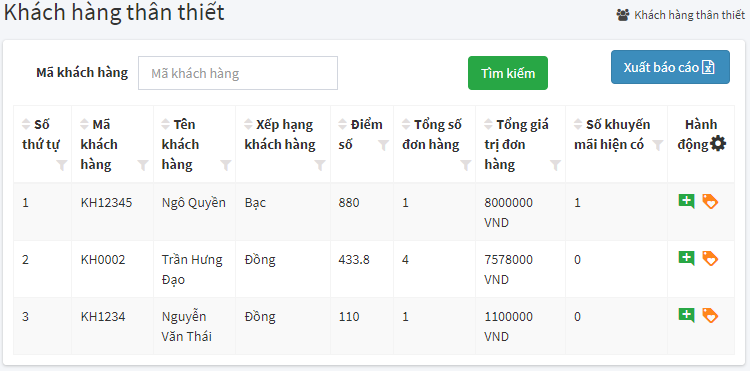 Khách hàng thân thiết
Khách hàng thân thiết
Mã khách hàng
Mã khách hàng
Tìm kiếm
Xuất báo cáo
Số thứ tự
Mã khách hàng
Tên khách hàng
Xếp hạng khách hàng
Điểm số
Tổng số đơn hàng
Tổng giá trị đơn hàng
Số khuyến mãi hiện có
Hành động
1 KH12345 Ngô Quyền Bạc 880 1 8000000 VND 1
2 KH0002 Trần Hưng Đạo Đồng 433.8 4 7578000 VND 0
3 KH1234 Nguyễn Văn Thái Đồng 110 1 1100000 VND 0